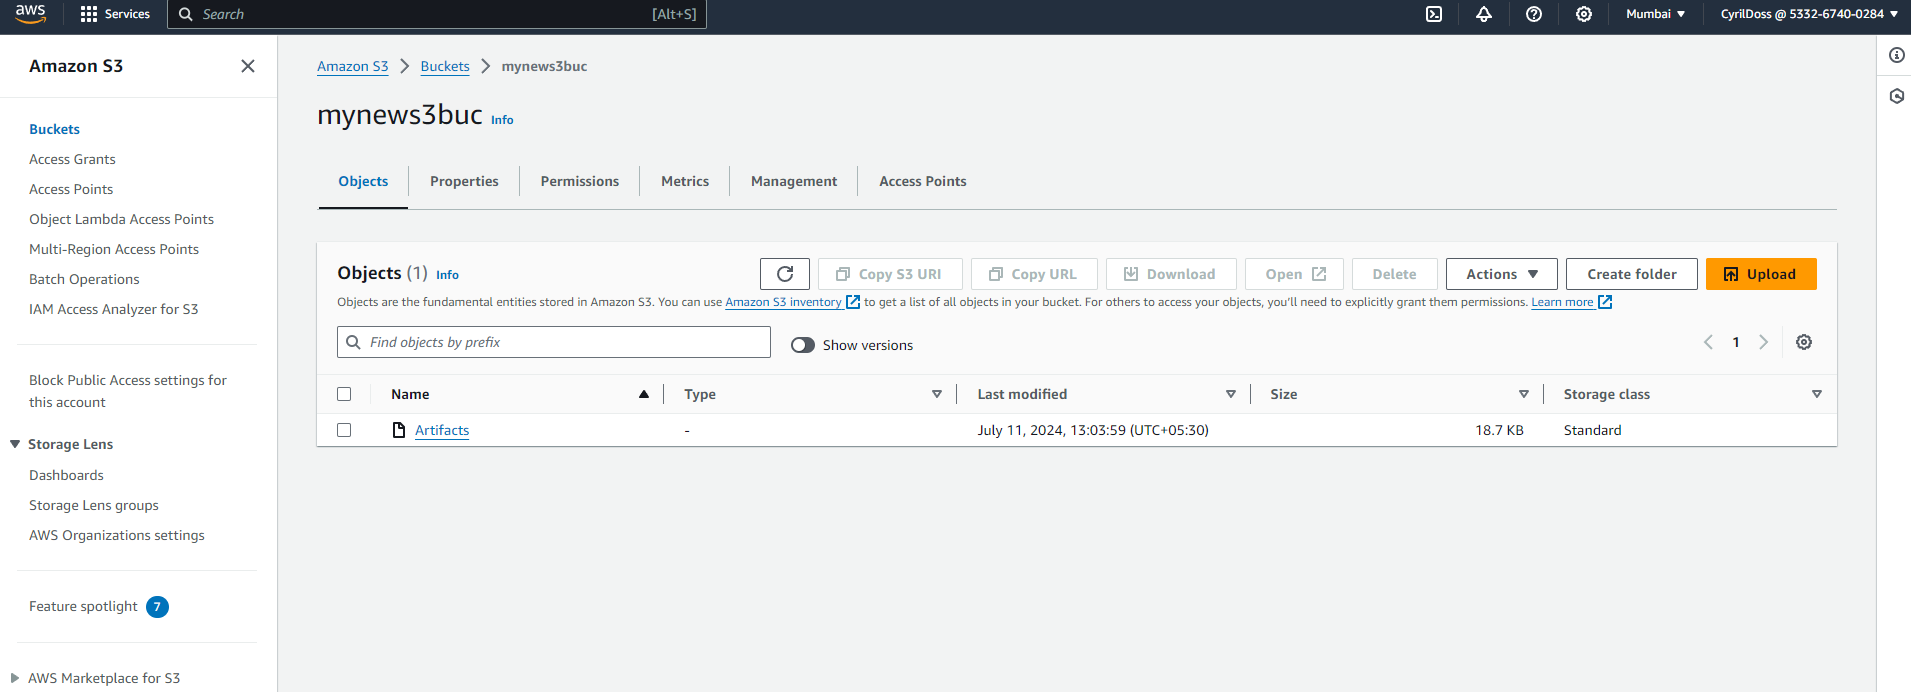 aws Services Search [Alt+S] Mumbai CyrilDoss @ 5332-6740-0284
Amazon S3
Buckets
Access Grants
Access Points
Object Lambda Access Points
Multi-Region Access Points
Batch Operations
IAM Access Analyzer for S3
Block Public Access settings for
this account
Storage Lens
Dashboards
Storage Lens groups
AWS Organizations settings
Feature spotlight 7
AWS Marketplace for S3
Amazon S3 Buckets mynews3buc
mynews3buc Info
Objects Properties Permissions Metrics Management Access Points
Objects (1) Info Copy S3 URI Copy URL Download Open Delete Actions Create folder Upload
Objects are the fundamental entities stored in Amazon S3. You can use Amazon S3 inventory to get a list of all objects in your bucket. For others to access your objects, you'll need to explicitly grant them permissions. Learn more
Find objects by prefix Show versions 1
Name Type Last modified Size Storage class
Artifacts - July 11, 2024, 13:03:59 (UTC+05:30) 18.7 KB Standard